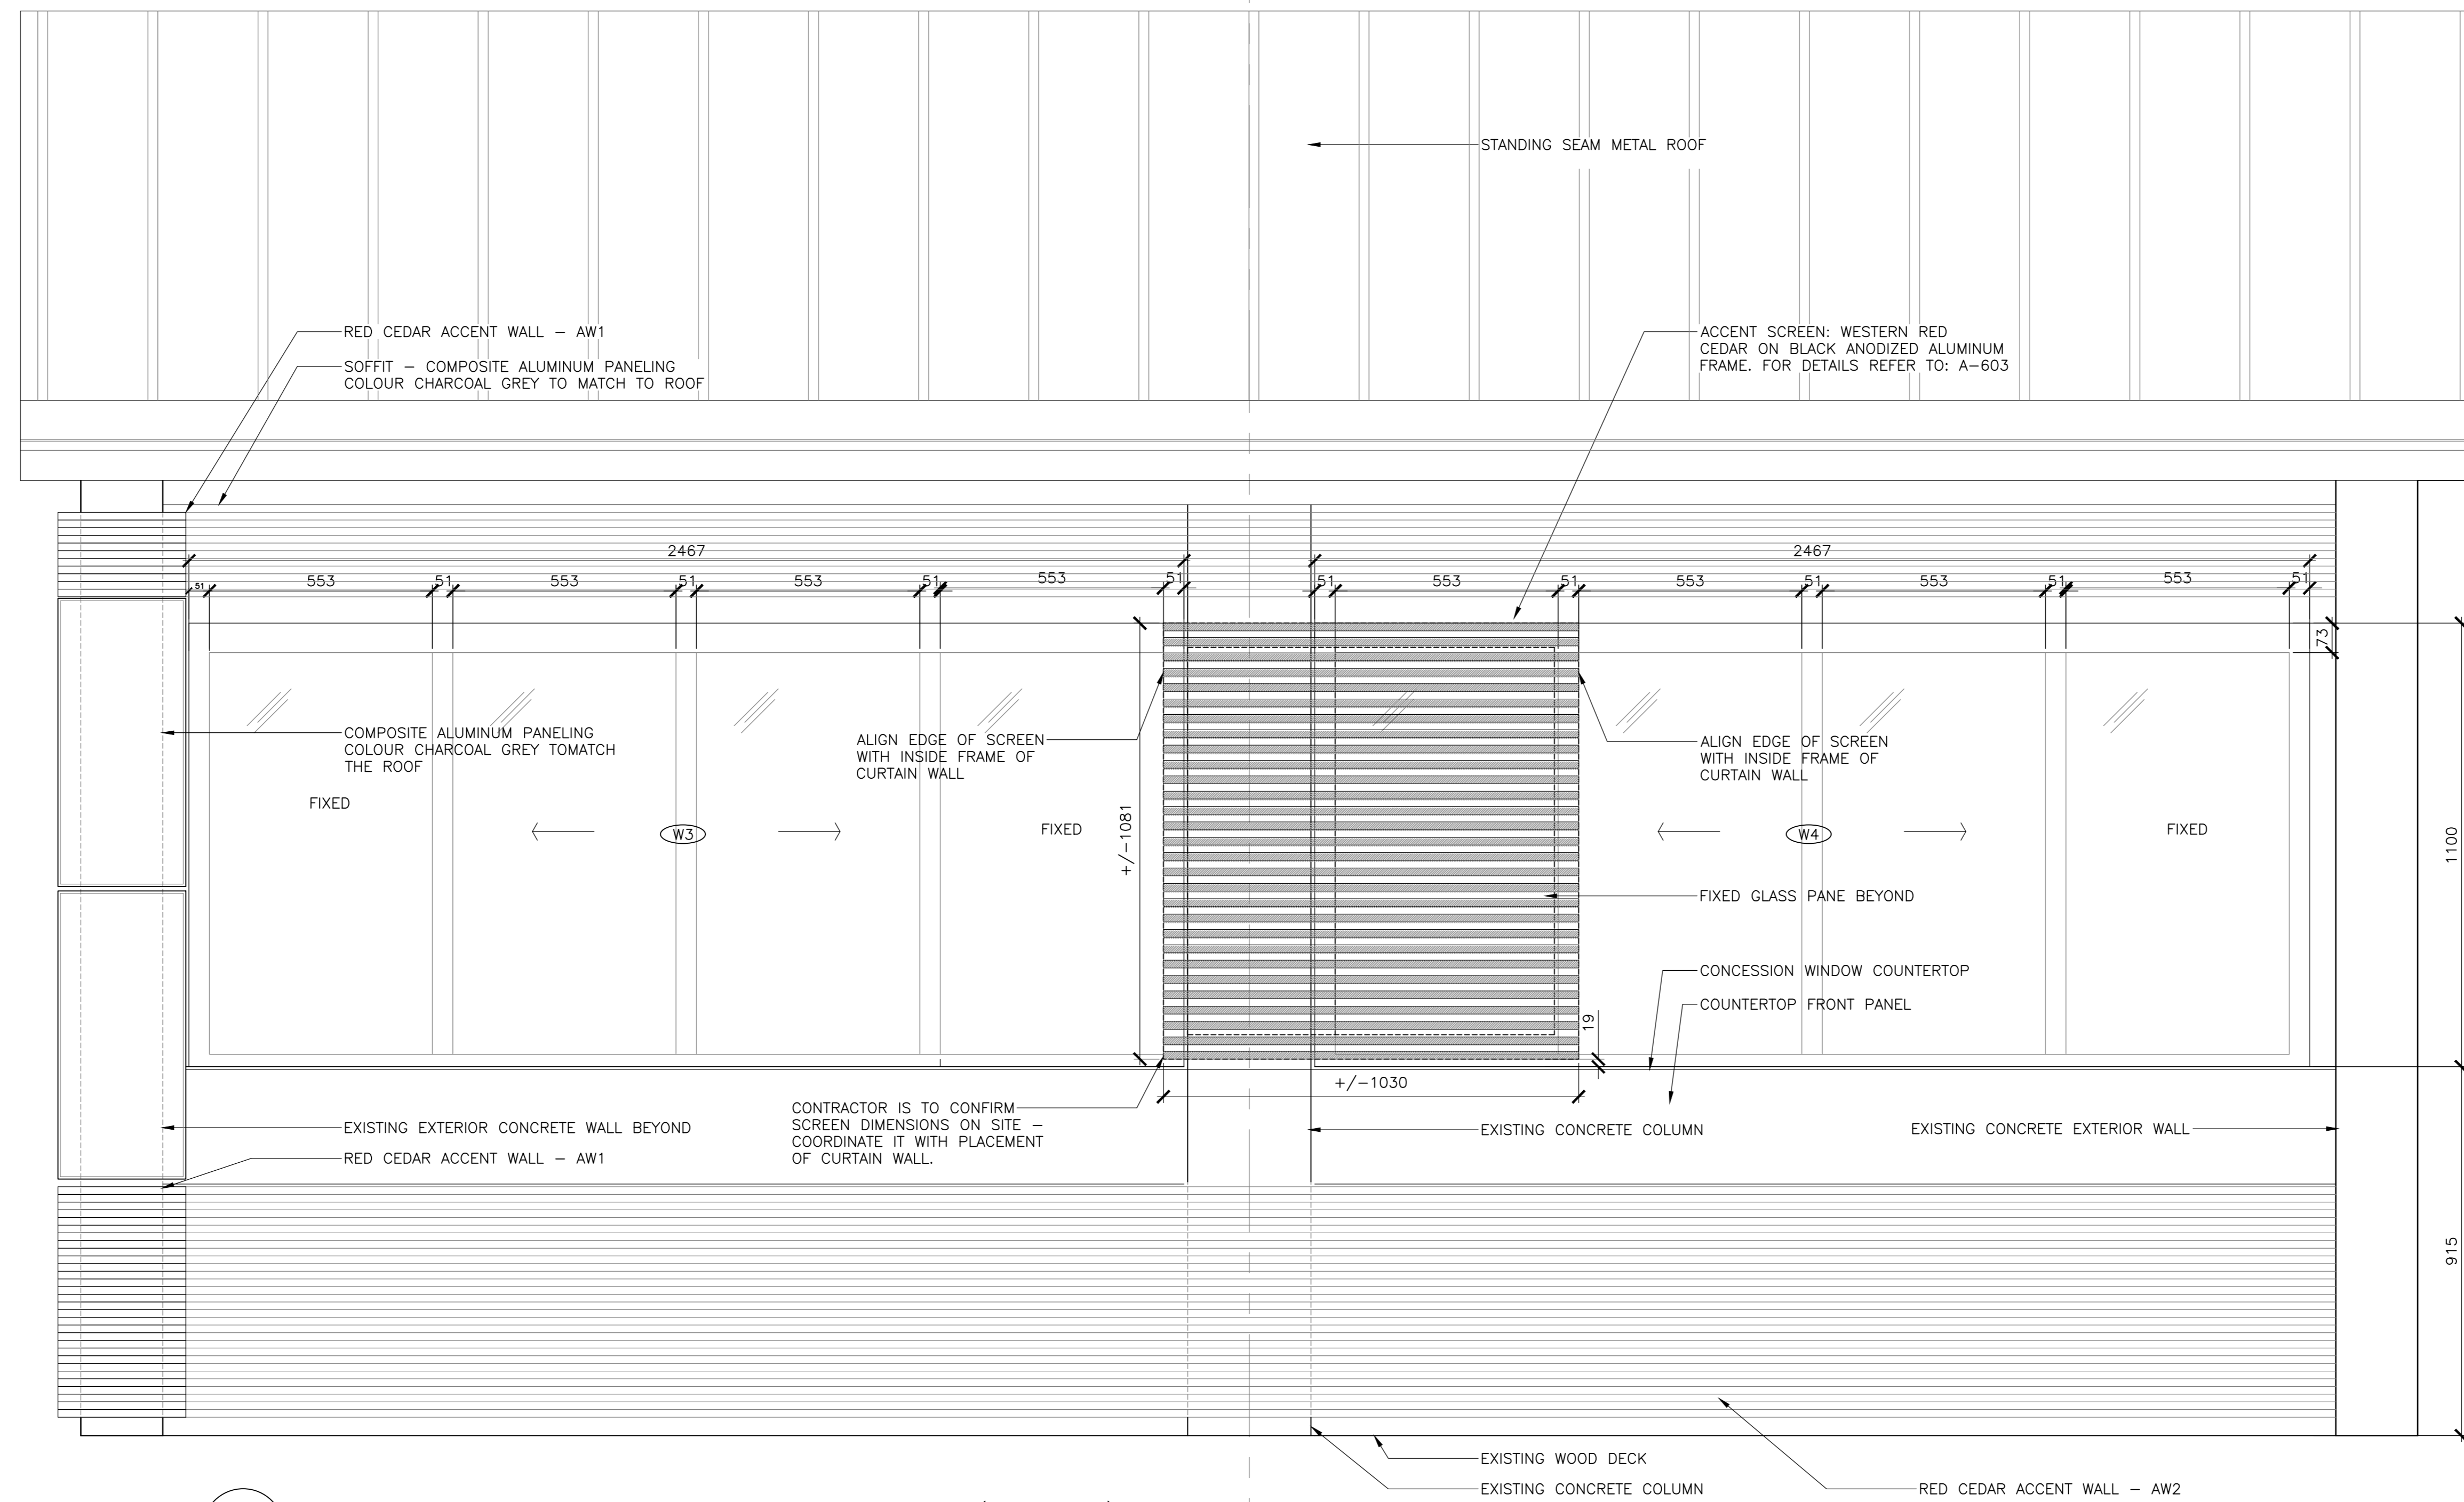 STANDING SEAM METAL ROOF
RED CEDAR ACCENT WALL – AW1
SOFFIT – COMPOSITE ALUMINUM PANELING
COLOUR CHARCOAL GREY TO MATCH TO ROOF
ACCENT SCREEN: WESTERN RED
CEDAR ON BLACK ANODIZED ALUMINUM
FRAME. FOR DETAILS REFER TO: A–603
2467
2467
51 553 51 553 51 553 51 553 51
51 553 51 553 51 553 51 553 51
73
COMPOSITE ALUMINUM PANELING
COLOUR CHARCOAL GREY TOMATCH
THE ROOF
ALIGN EDGE OF SCREEN
WITH INSIDE FRAME OF
CURTAIN WALL
ALIGN EDGE OF SCREEN
WITH INSIDE FRAME OF
CURTAIN WALL
FIXED
W3
FIXED
+/–1081
W4
FIXED
1100
FIXED GLASS PANE BEYOND
CONCESSION WINDOW COUNTERTOP
COUNTERTOP FRONT PANEL
19
+/–1030
CONTRACTOR IS TO CONFIRM
SCREEN DIMENSIONS ON SITE –
COORDINATE IT WITH PLACEMENT
OF CURTAIN WALL.
EXISTING EXTERIOR CONCRETE WALL BEYOND
RED CEDAR ACCENT WALL – AW1
EXISTING CONCRETE COLUMN
EXISTING CONCRETE EXTERIOR WALL
915
EXISTING WOOD DECK
EXISTING CONCRETE COLUMN
RED CEDAR ACCENT WALL – AW2